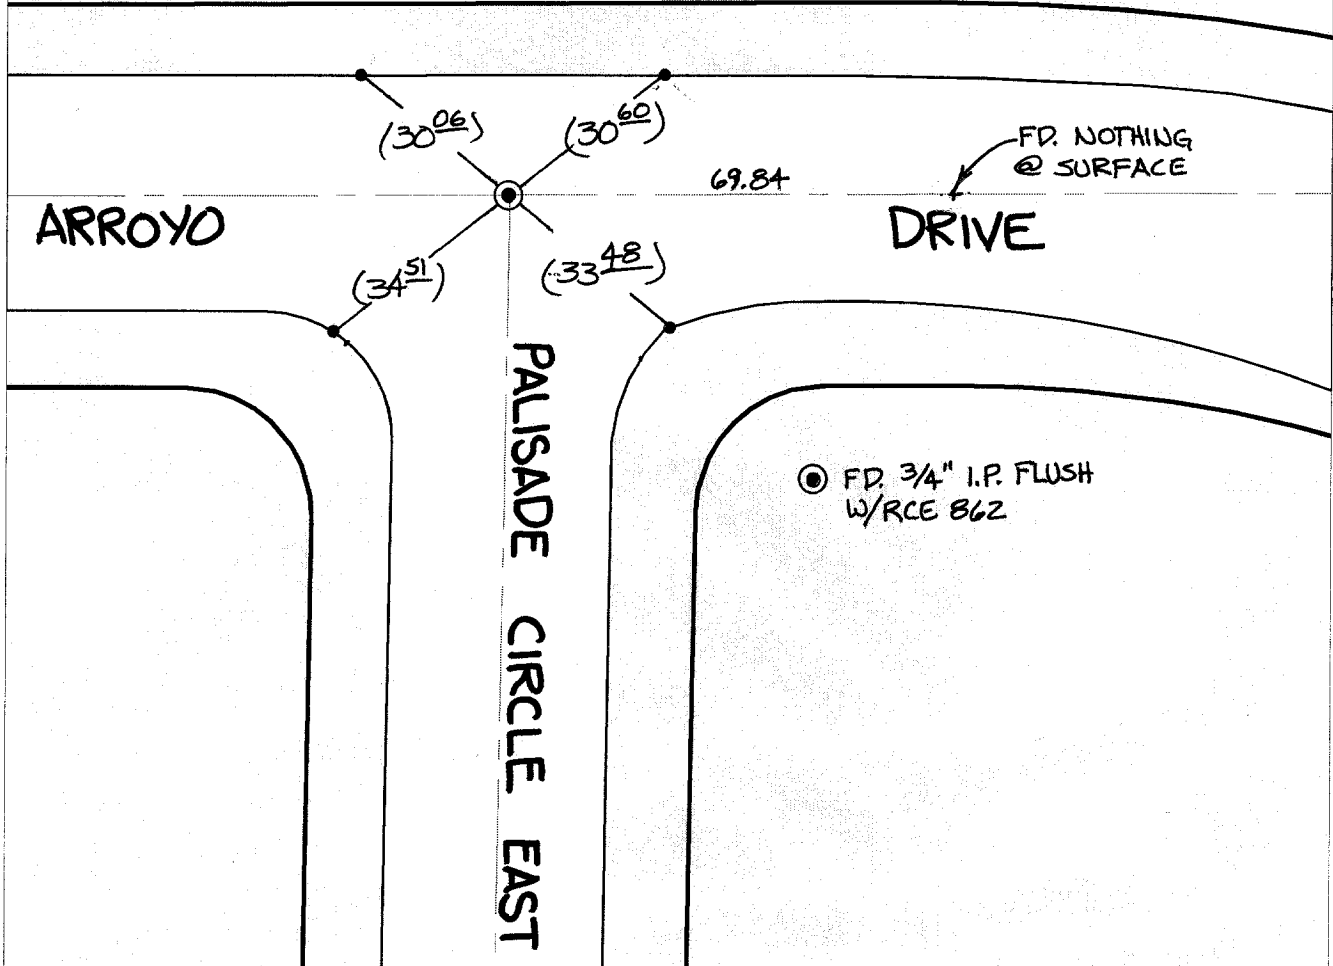 (30 06)
(30 60)
FD. NOTHING
@ SURFACE
69.84
ARROYO
DRIVE
(34 51)
(33 48)
PALISADE CIRCLE EAST
FD. 3/4" I.P. FLUSH
W/RCE 862